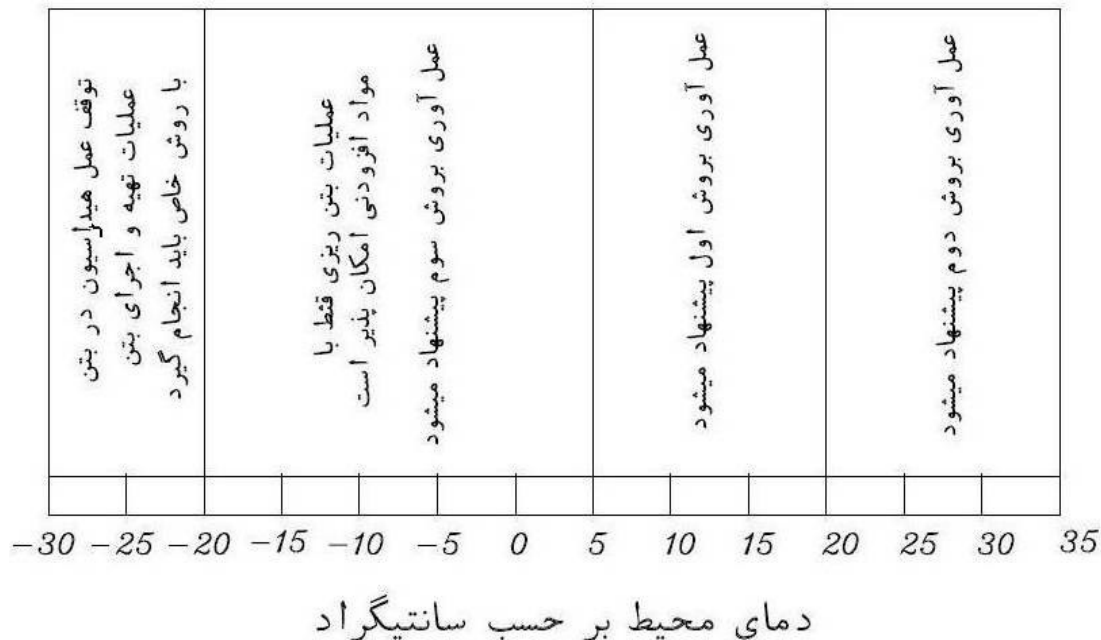 توقف عمل هیدراسیون در بتن
عملیات تهیه و اجرای بتن
با روش خاص باید انجام گیرد
عملیات بتن ریزی فقط با
مواد افزودنی امکان پذیر است
عمل آوری بروش سوم پیشنهاد میشود
عمل آوری بروش اول پیشنهاد میشود
عمل آوری بروش دوم پیشنهاد میشود
-30 -25 -20 -15 -10 -5 0 5 10 15 20 25 30 35
دمای محیط بر حسب سانتیگراد